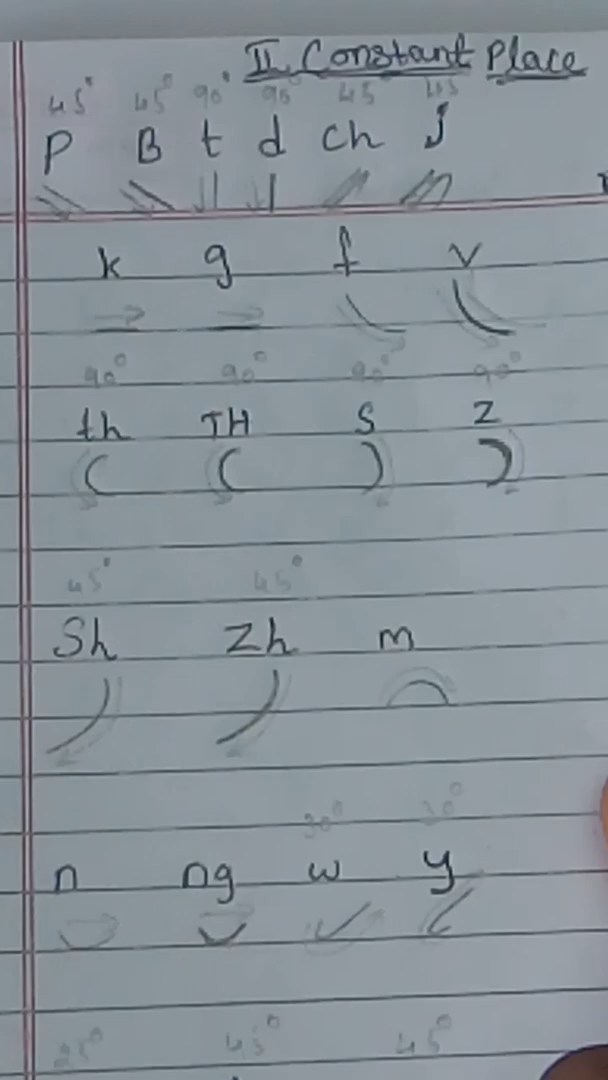 II Constant Place
45° 45° 90° 90° 45° 45
P B t d ch j
k g f v
90° 90° 90° 90°
th TH S Z
45° 45°
Sh Zh m
30° 30°
n ng w y
45° 45°